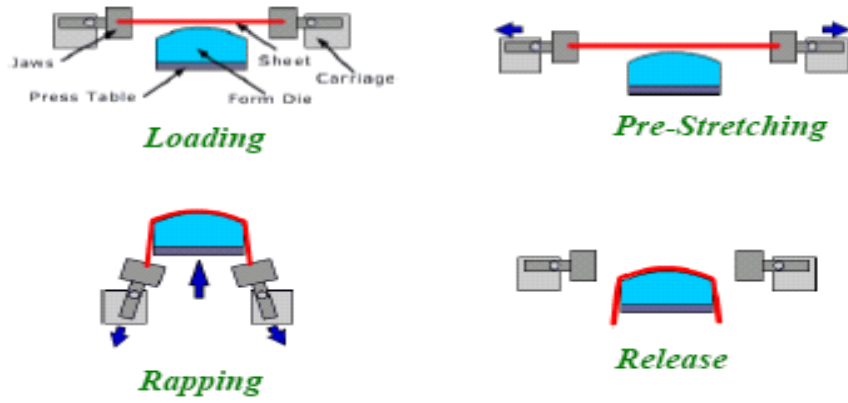 Jaws
Sheet
Carriage
Press Table
Form Die
Loading
Pre-Stretching
Rapping
Release